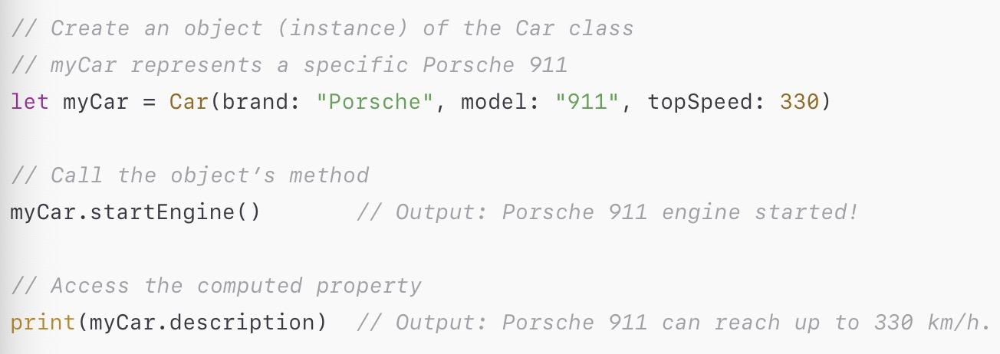 // Create an object (instance) of the Car class
// myCar represents a specific Porsche 911
let myCar = Car(brand: "Porsche", model: "911", topSpeed: 330)
// Call the object’s method
myCar.startEngine()       // Output: Porsche 911 engine started!
// Access the computed property
print(myCar.description)  // Output: Porsche 911 can reach up to 330 km/h.